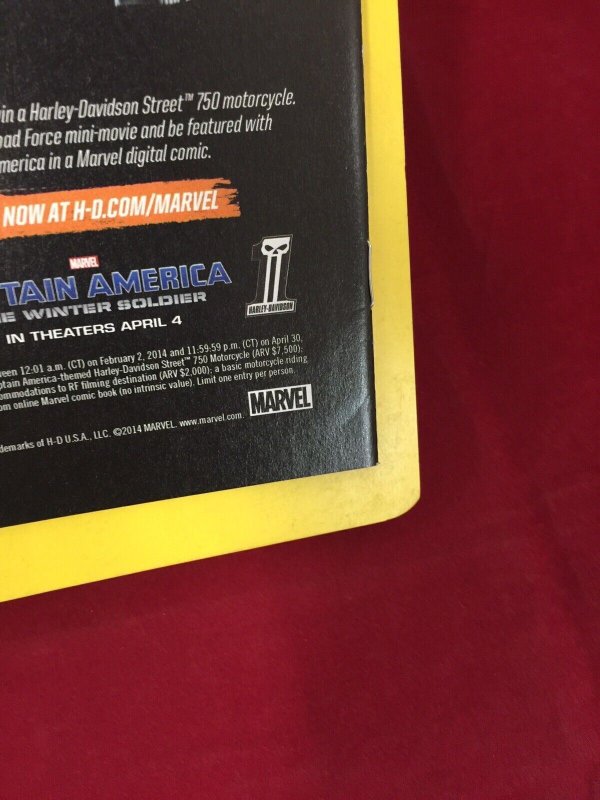 in a Harley-Davidson Street™ 750 motorcycle.
oad Force mini-movie and be featured with
merica in a Marvel digital comic.
NOW AT H-D.COM/MARVEL
MARVEL
TAIN AMERICA
E WINTER SOLDIER
IN THEATERS APRIL 4
HARLEY-DAVIDSON
een 12:01 a.m. (CT) on February 2, 2014 and 11:59:59 p.m. (CT) on April 30,
ptain America-themed Harley-Davidson Street™ 750 Motorcycle (ARV $7,500);
ommodations to RF filming destination (ARV $2,000); a basic motorcycle riding
om online Marvel comic book (no intrinsic value). Limit one entry per person.
demarks of H-D U.S.A., LLC. ©2014 MARVEL. www.marvel.com.
MARVEL